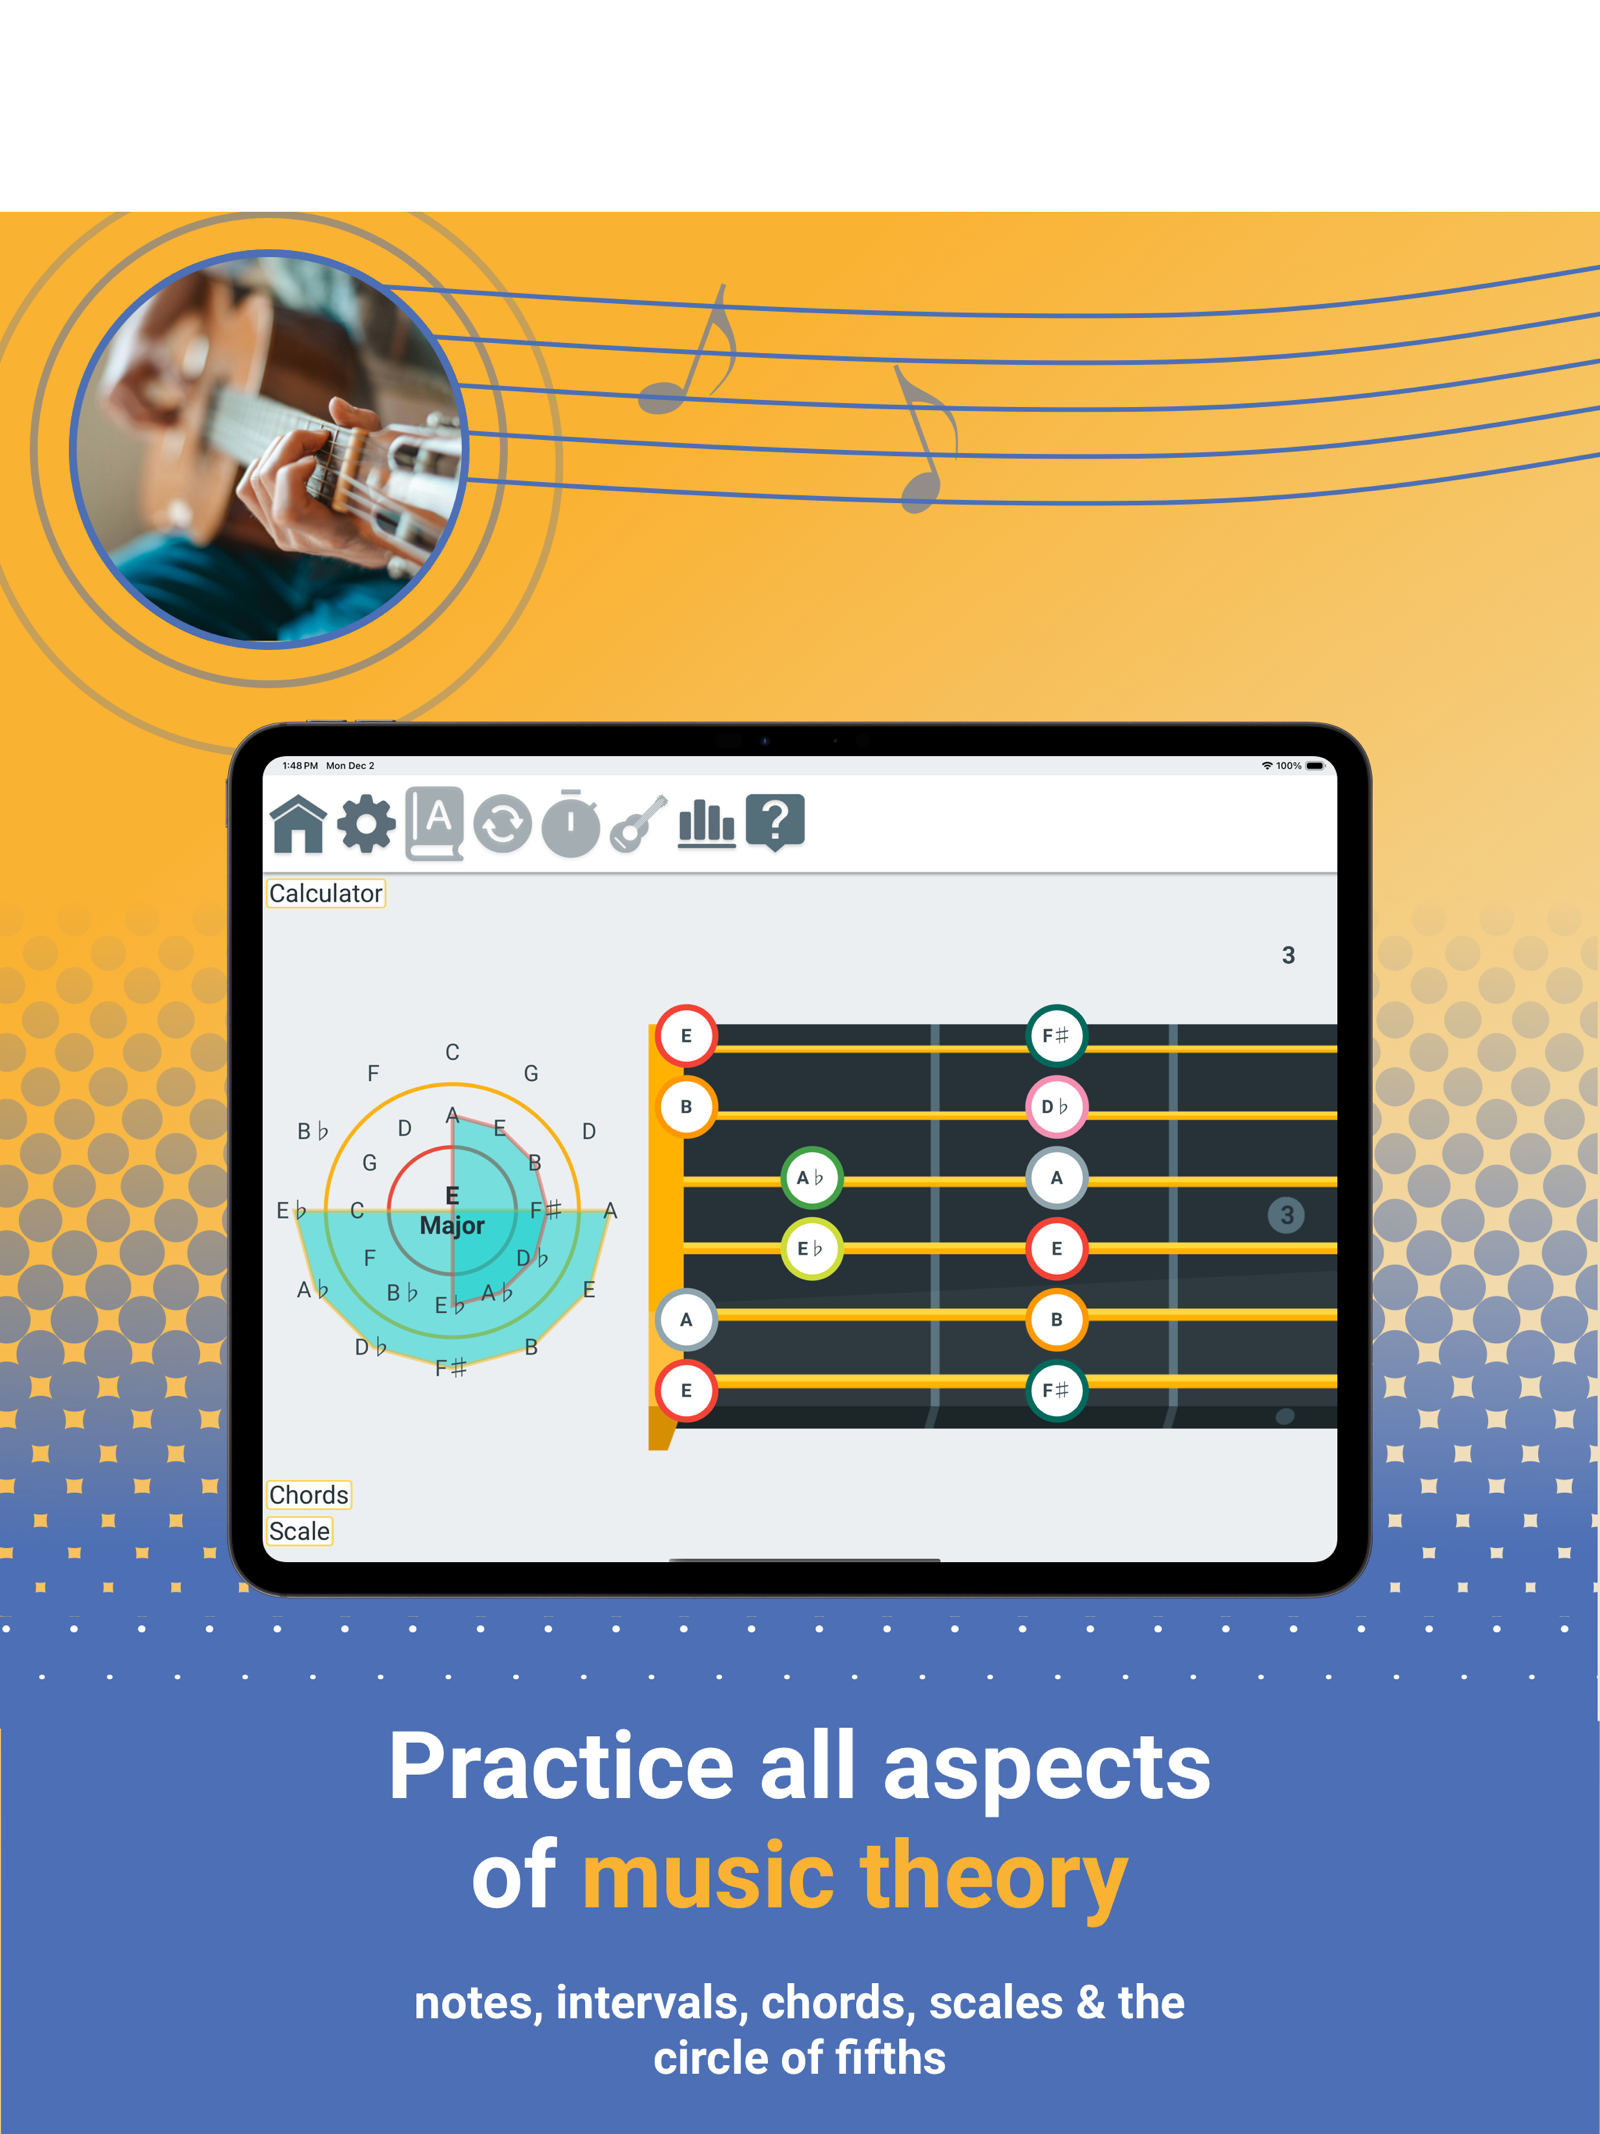 1:48 PM Mon Dec 2
100%
A
?
Calculator
3
E F♯
B D♭
A♭ A
E♭ E
3
A B
E F♯
C
F G
B♭ D
E♭ A
A♭ E
D♭ B
F♯
A
D E
G B
C F♯
F D♭
B♭ A♭
E♭
E
Major
Chords
Scale
Practice all aspects
of music theory
notes, intervals, chords, scales & the
circle of fifths